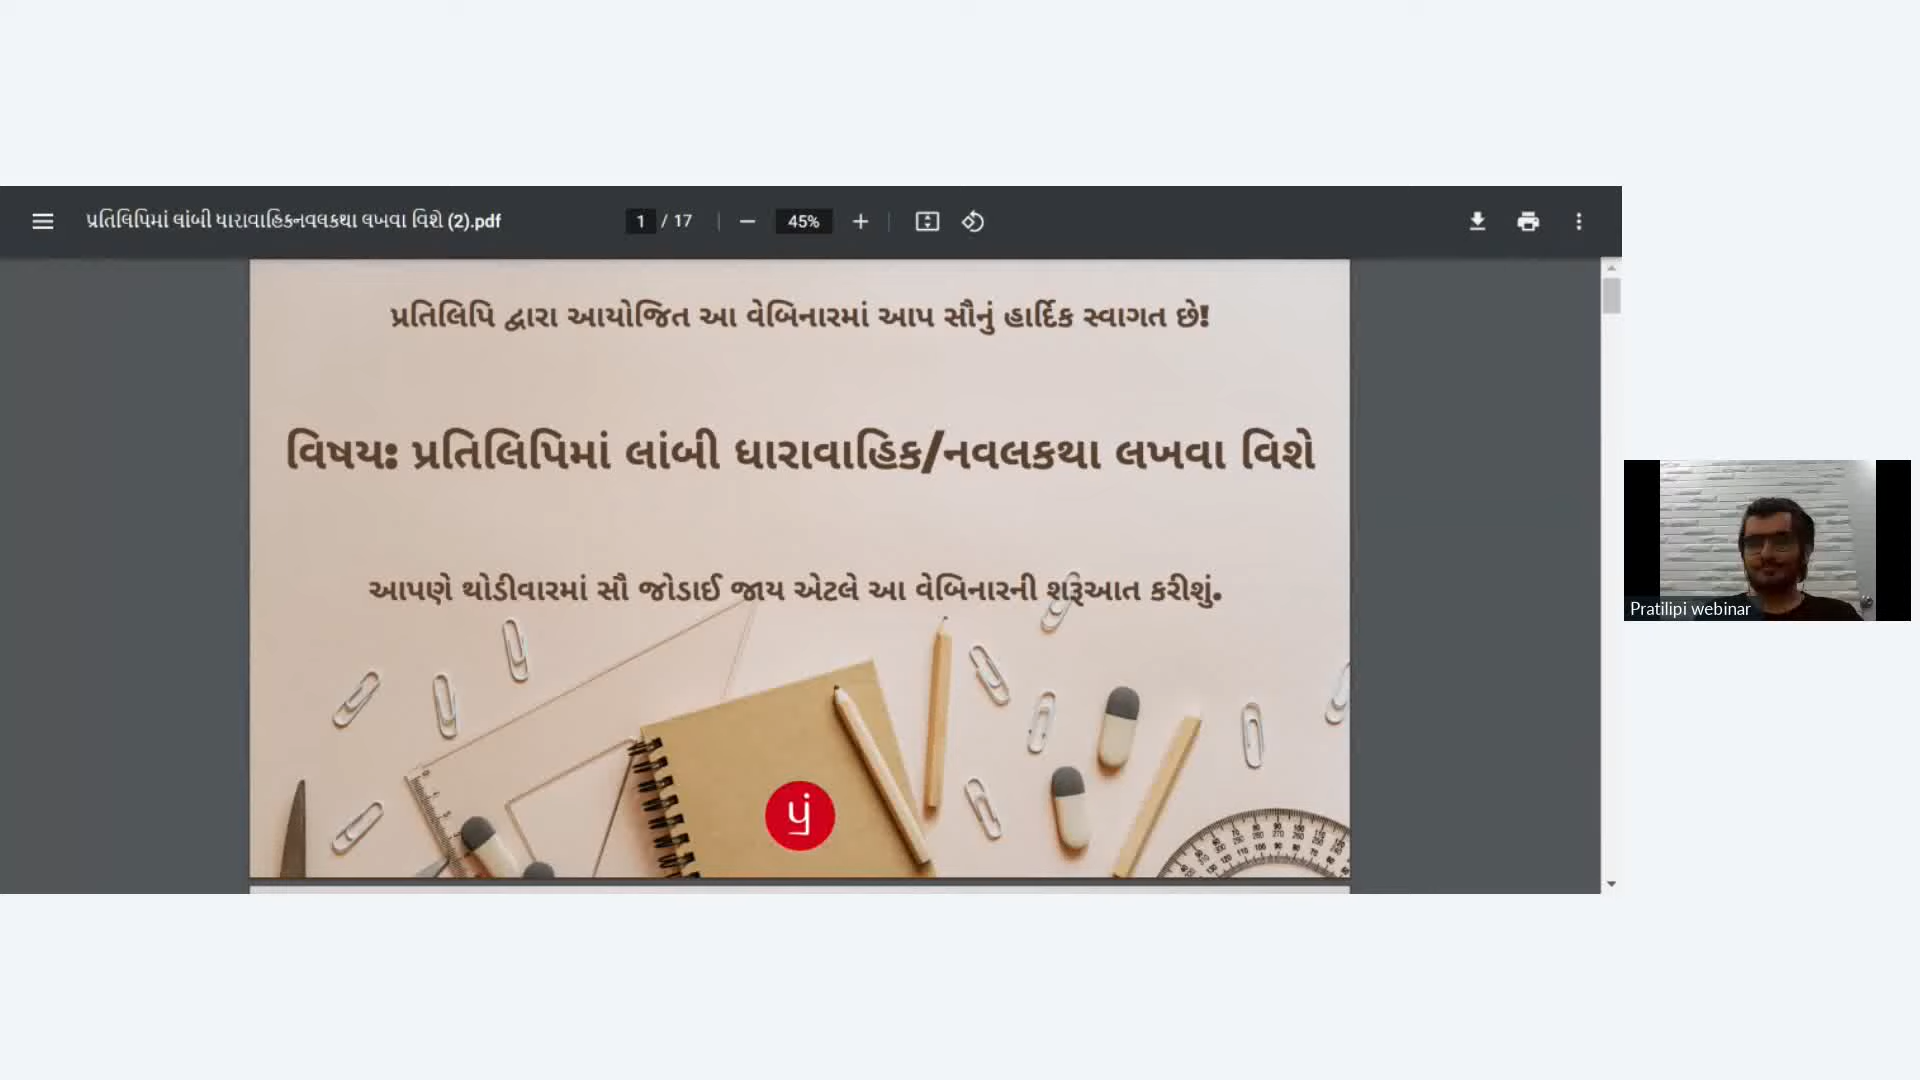 પ્રતિલિપિમાં લાંબી ધારાવાહિકનવલકથા લખવા વિશે (2).pdf
1 / 17
45%
પ્રતિલિપિ દ્વારા આયોજિત આ વેબિનારમાં આપ સૌનું હાર્દિક સ્વાગત છે!
વિષય: પ્રતિલિપિમાં લાંબી ધારાવાહિક/નવલકથા લખવા વિશે
આપણે થોડીવારમાં સૌ જોડાઈ જાય એટલે આ વેબિનારની શરૂઆત કરીશું.
Pratilipi webinar